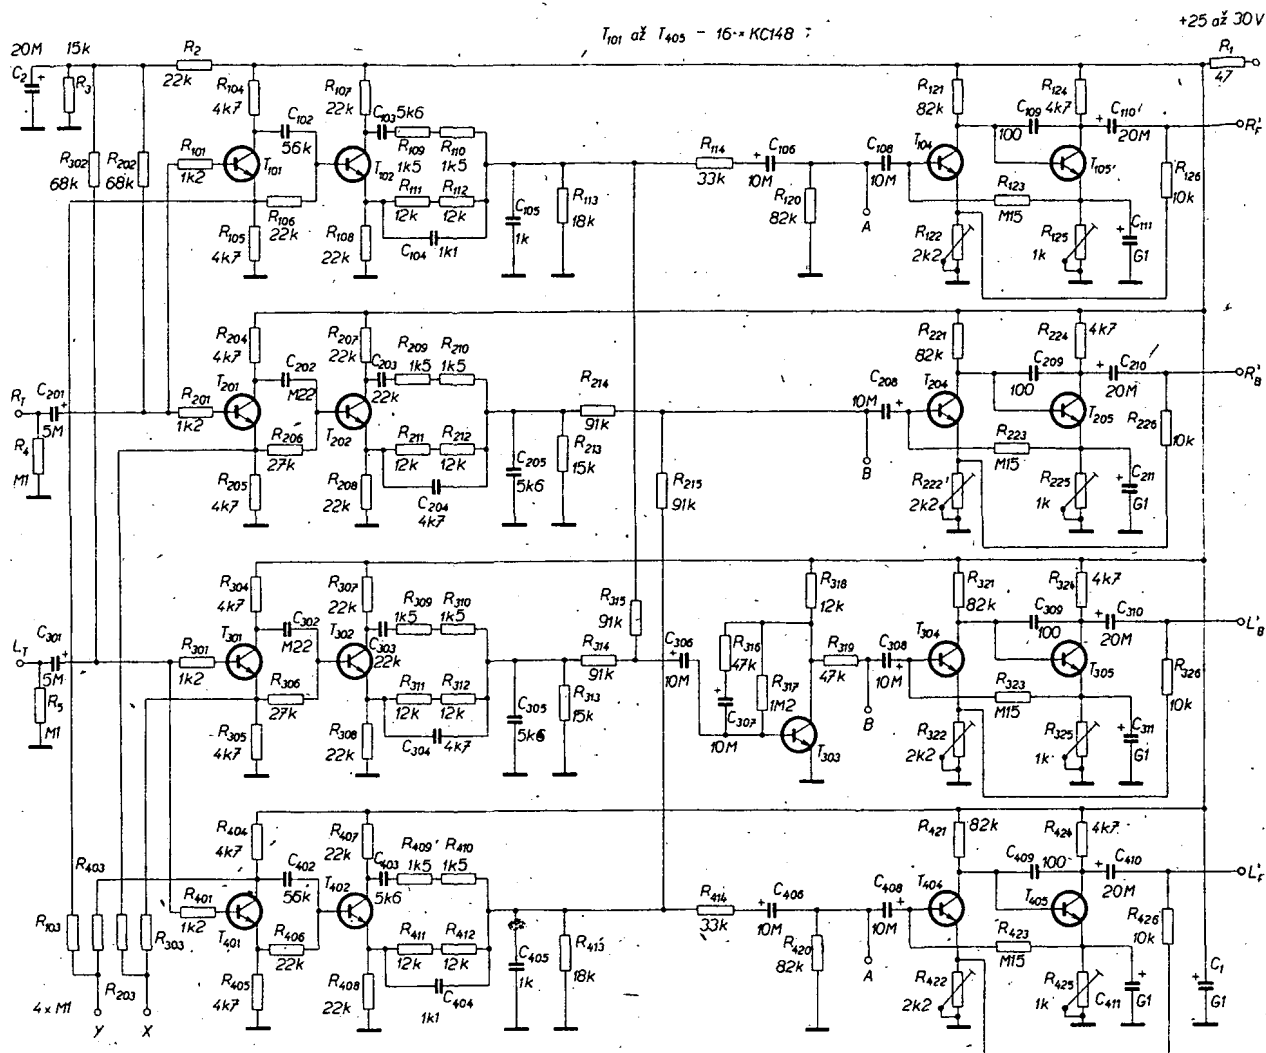 T101 až T405 – 16 × KC148
+25 až 30V
20M 15k R2 R1
C2 R3 22k 47
R104 4k7 R107 22k C103 5k6 R121 82k R124 4k7
C102 56k R109 1k5 R110 1k5 C109 100 C110 20M R'F
R302 68k R202 68k R101 1k2 T101 T102 R114 33k C106 10M C108 10M T104 T105 R126 10k
R111 12k R112 12k R113 18k R120 82k R123 M15
R106 22k C105 1k A C111 G1
R105 4k7 R108 22k C104 1k1 R122 2k2 R125 1k
R204 4k7 R207 22k R209 1k5 R210 1k5 R221 82k R224 4k7
C202 M22 C203 22k R214 91k C209 100 C210 20M R'B
RT C201 5M R201 1k2 T201 T202 C208 10M T204 T205 R226 10k
R4 M1 R206 27k R211 12k R212 12k R213 15k R223 M15
R205 4k7 R208 22k C204 4k7 C205 5k6 R215 91k B R222 2k2 R225 1k C211 G1
R304 4k7 R307 22k R309 1k5 R310 1k5 R315 91k R318 12k R321 82k R324 4k7
C302 M22 C303 22k C309 100 C310 20M L'B
LT C301 5M R301 1k2 T301 T302 R314 91k C306 10M R316 47k R319 47k C308 10M T304 T305 R326 10k
R5 M1 R306 27k R311 12k R312 12k R313 15k R317 1M2 R323 M15
R305 4k7 R308 22k C304 4k7 C305 5k6 C307 10M T303 B R322 2k2 R325 1k C311 G1
R404 4k7 R407 22k R409 1k5 R410 1k5 R421 82k R424 4k7
R403 C402 56k C403 5k6 C409 100 C410 20M L'F
R401 1k2 T401 T402 R414 33k C406 10M C408 10M T404 T405 R426 10k
R103 R303 R406 22k R411 12k R412 12k R413 18k R420 82k R423 M15
R203 R405 4k7 R408 22k C404 1k1 C405 1k A R422 2k2 R425 1k C411 G1 C1 G1
4 x M1 Y X